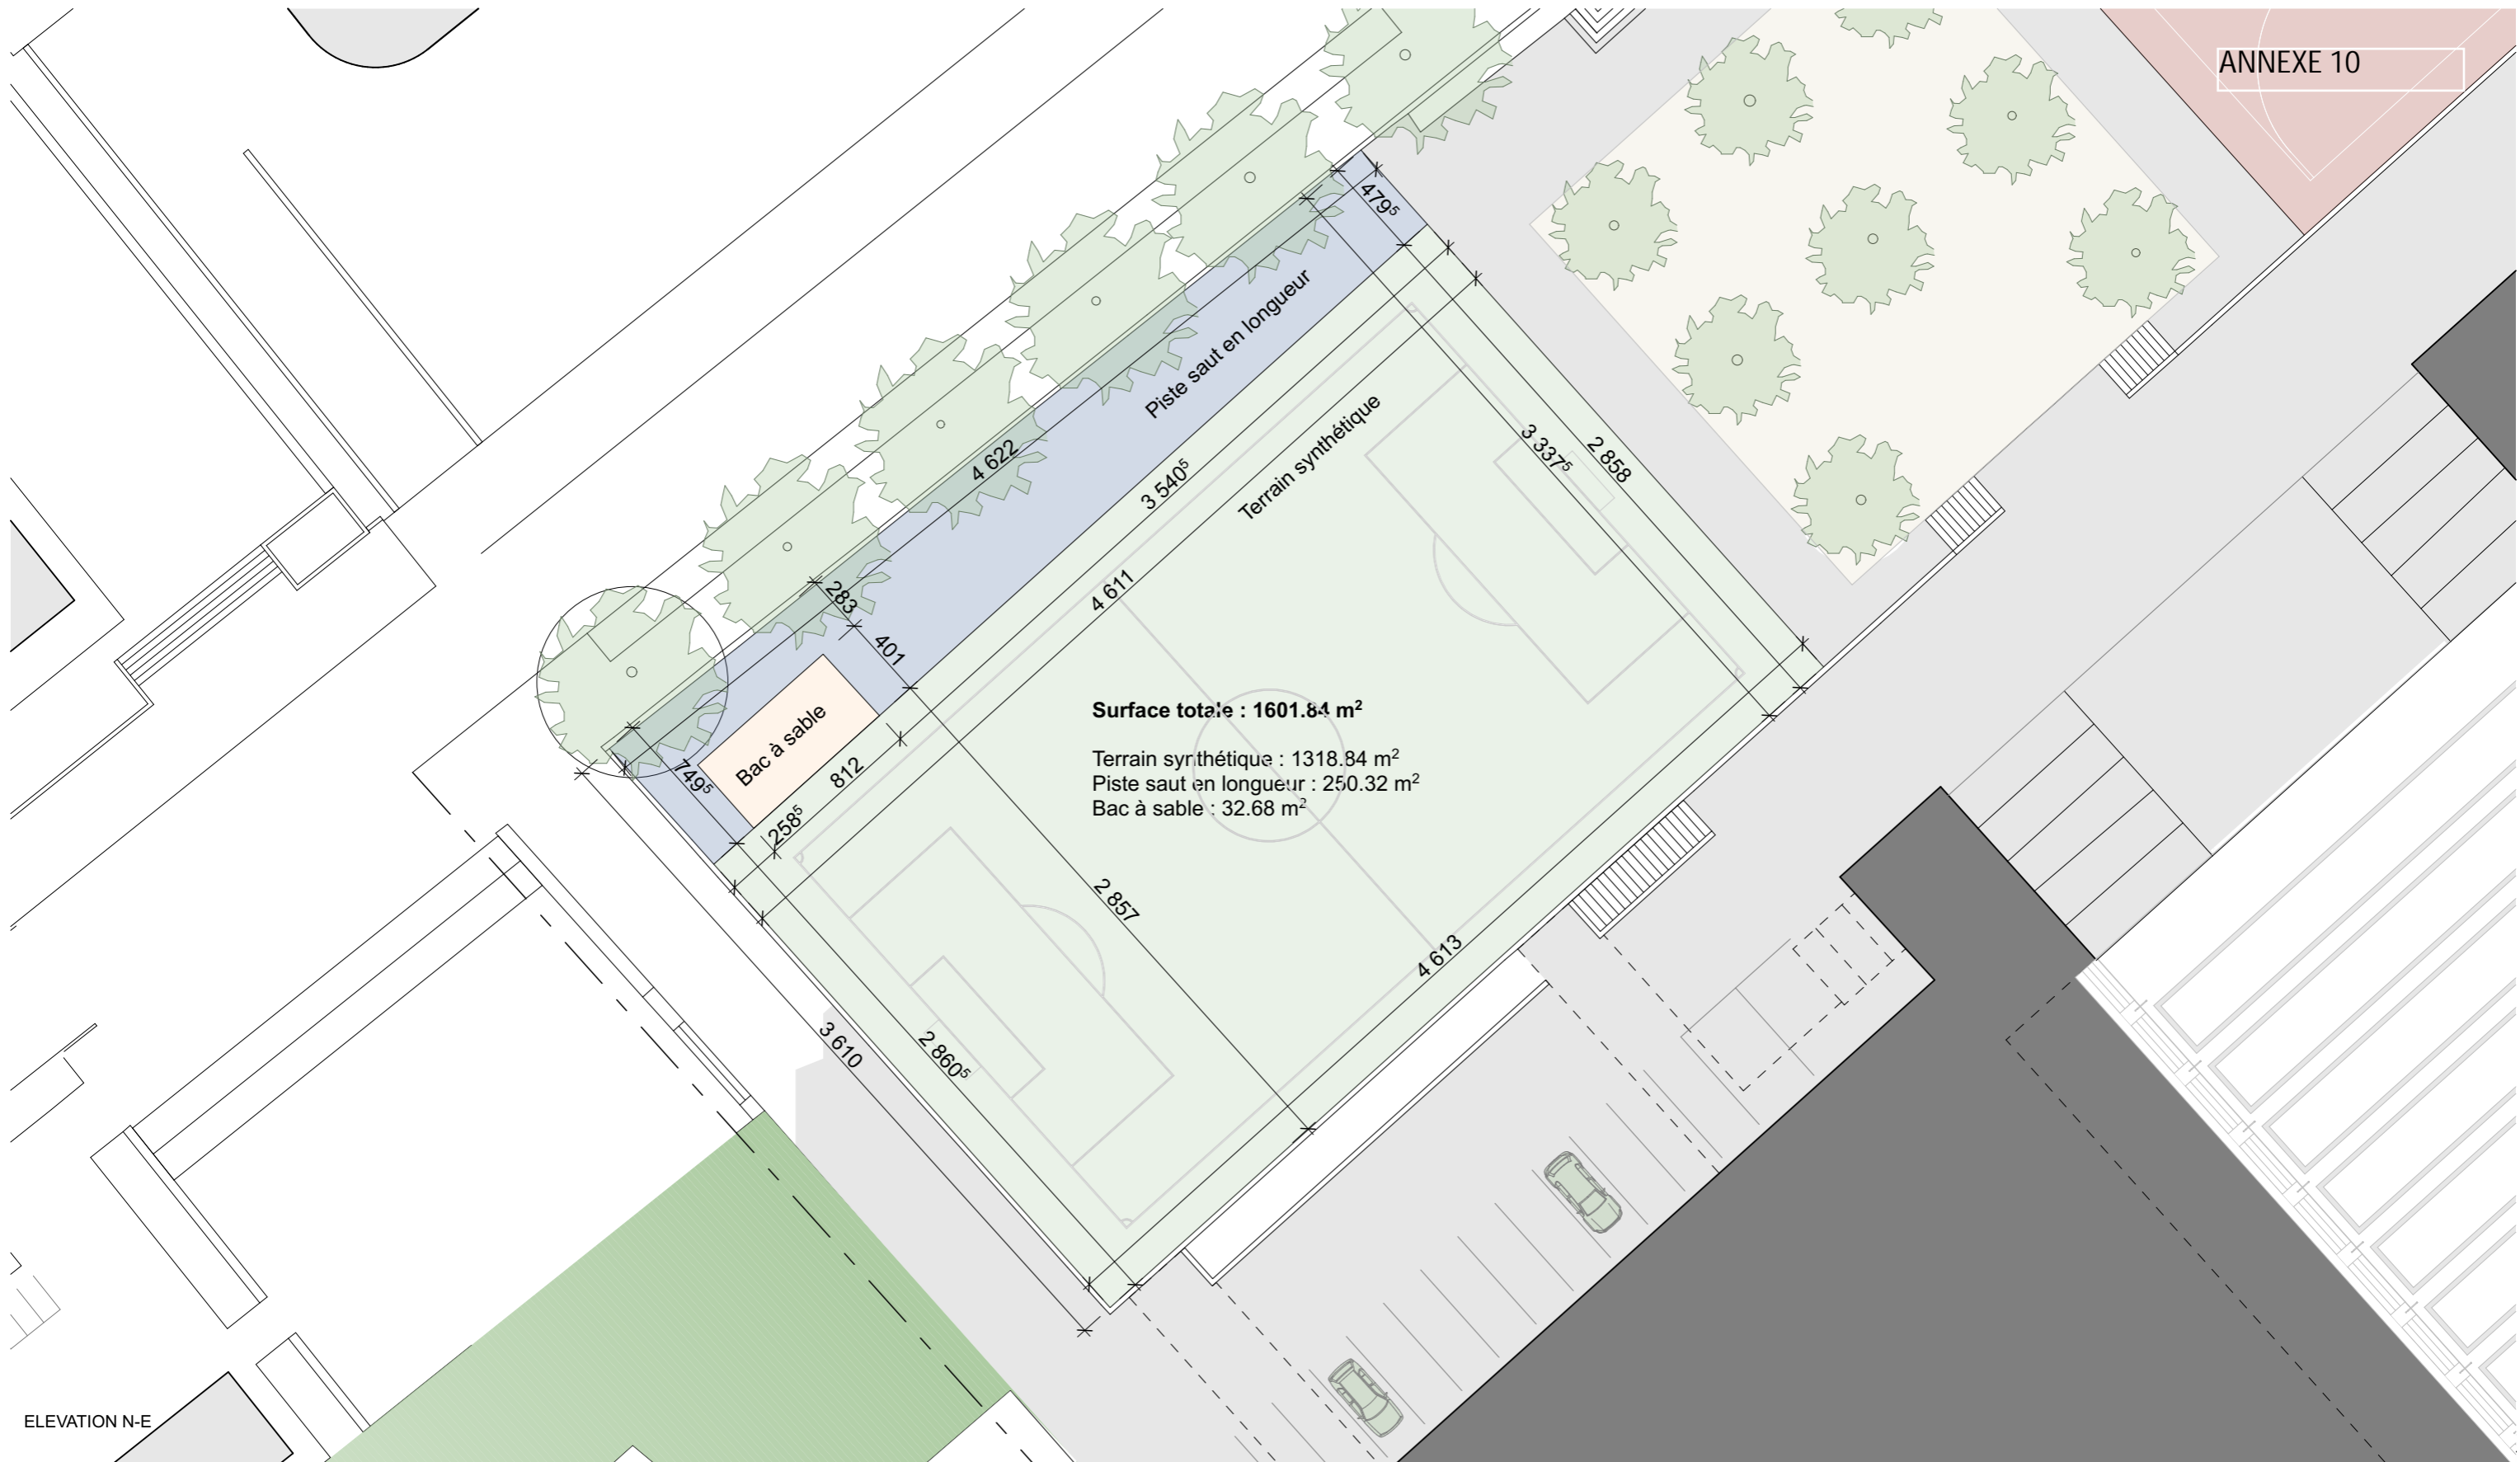 ANNEXE 10
479⁵
Piste saut en longueur
4 622
3 540⁵
Terrain synthétique
3 337⁵
2 858
4 611
283
401
Bac à sable
749⁵
812
258⁵
Surface totale : 1601.84 m²
Terrain synthétique : 1318.84 m²
Piste saut en longueur : 250.32 m²
Bac à sable : 32.68 m²
2 857
4 613
3 610
2 860⁵
ELEVATION N-E